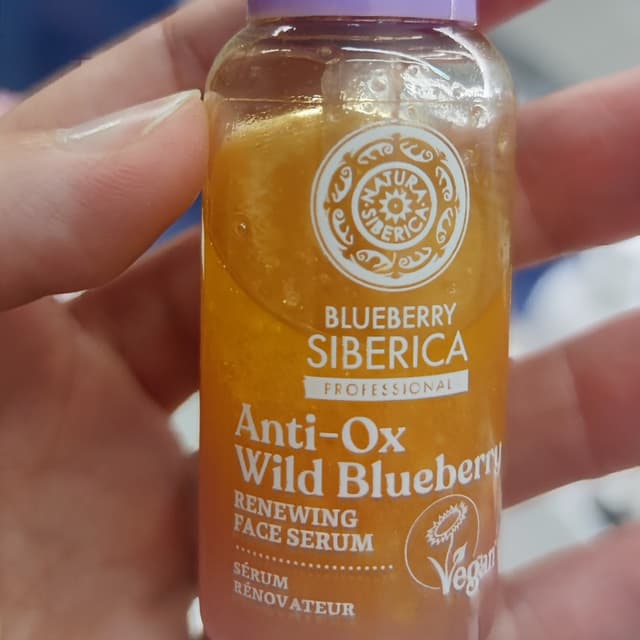 NATURA
SIBERICA
BLUEBERRY
SIBERICA
PROFESSIONAL
Anti-Ox
Wild Blueberry
RENEWING
FACE SERUM
Vegan
SÉRUM
RÉNOVATEUR